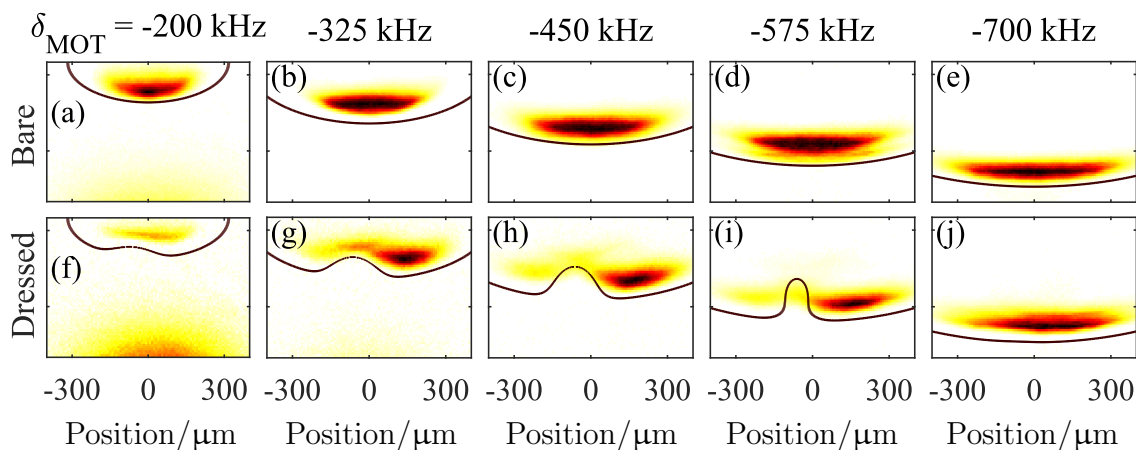 δMOT = -200 kHz -325 kHz -450 kHz -575 kHz -700 kHz
Bare
(a) (b) (c) (d) (e)
Dressed
(f) (g) (h) (i) (j)
-300 0 300 -300 0 300 -300 0 300 -300 0 300 -300 0 300
Position/μm Position/μm Position/μm Position/μm Position/μm